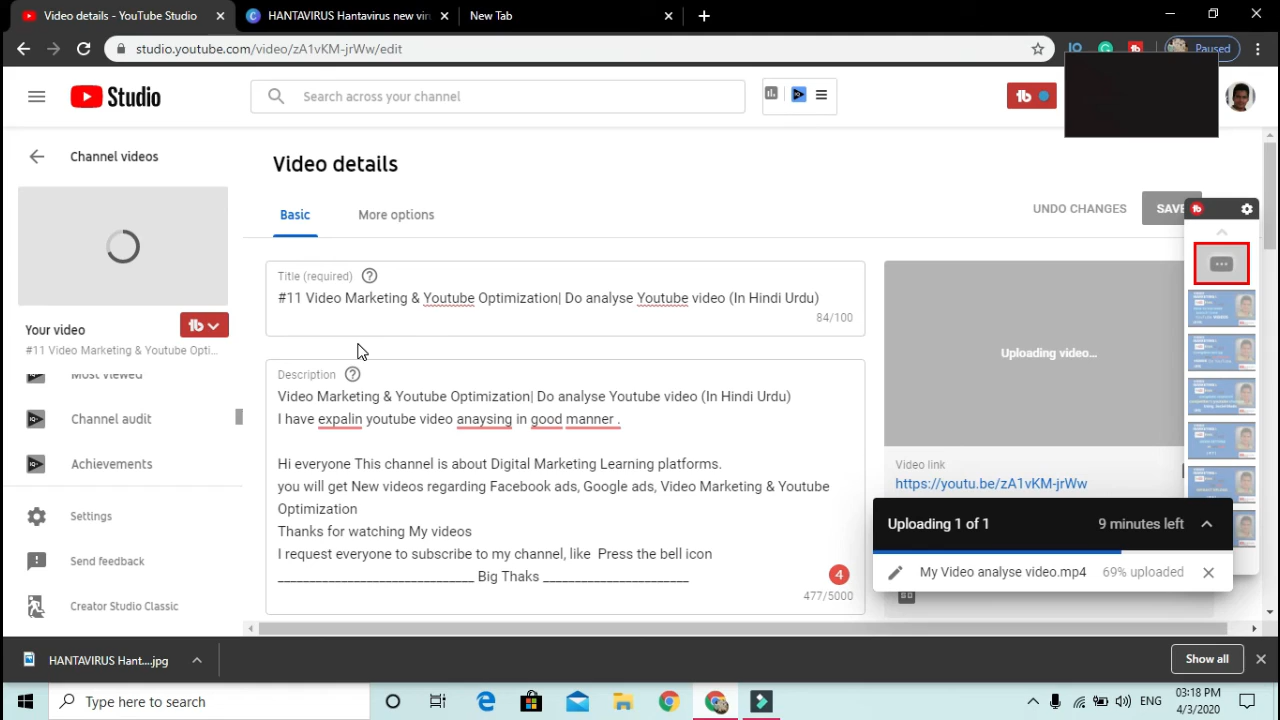 Video details - YouTube Studio
HANTAVIRUS Hantavirus new vir
New Tab
studio.youtube.com/video/zA1vKM-jrWw/edit
Paused
Studio
Search across your channel
Channel videos
Video details
Basic
More options
UNDO CHANGES
SAVE
Title (required)
#11 Video Marketing & Youtube Optimization| Do analyse Youtube video (In Hindi Urdu)
84/100
Your video
#11 Video Marketing & Youtube Opti...
Most viewed
Channel audit
Achievements
Settings
Send feedback
Creator Studio Classic
Description
Video Marketing & Youtube Optimization| Do analyse Youtube video (In Hindi Urdu)
I have expalin youtube video anaysing in good manner .
Hi everyone This channel is about Digital Marketing Learning platforms.
you will get New videos regarding Facebook ads, Google ads, Video Marketing & Youtube
Optimization
Thanks for watching My videos
I request everyone to subscribe to my channel, like  Press the bell icon
_____________________________ Big Thaks ______________________
4
477/5000
Uploading video...
Video link
https://youtu.be/zA1vKM-jrWw
Uploading 1 of 1
9 minutes left
My Video analyse video.mp4
69% uploaded
HANTAVIRUS Hant....jpg
Show all
Type here to search
ENG
03:18 PM
4/3/2020